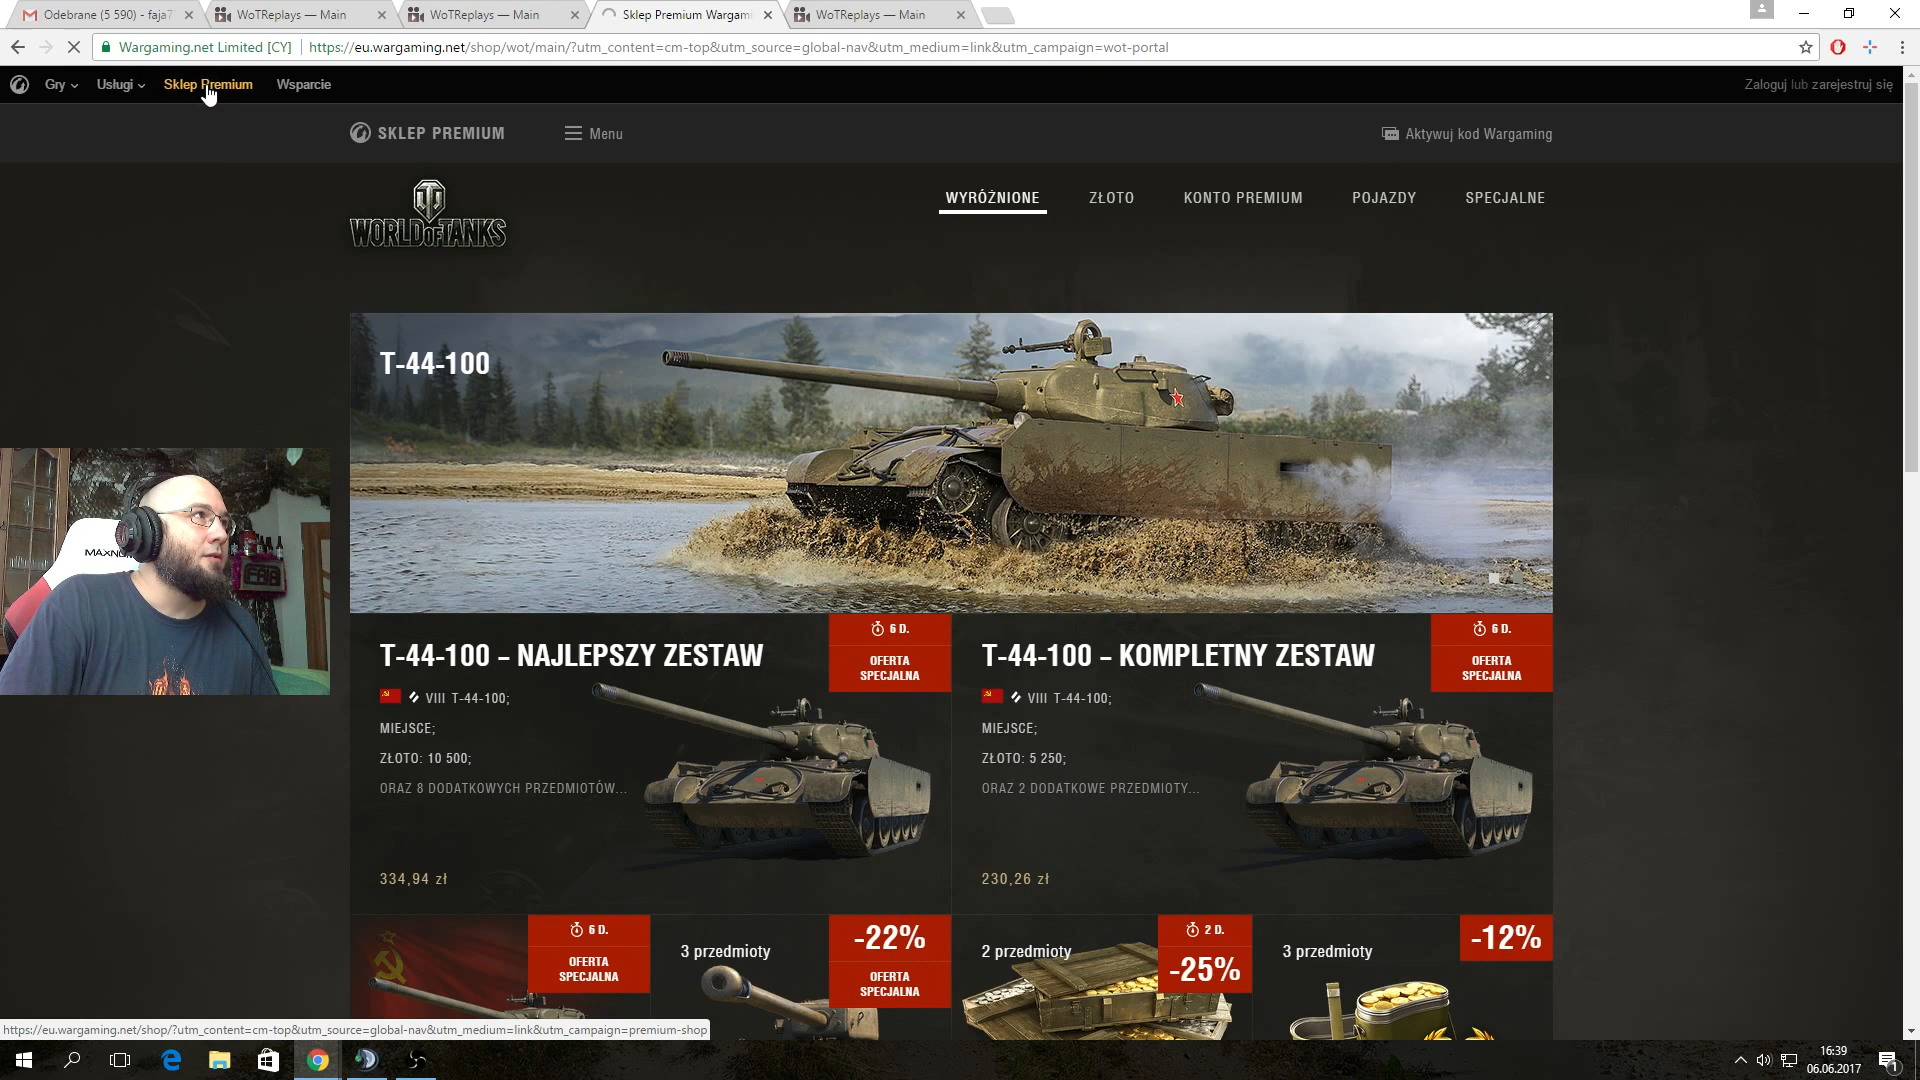 Odebrane (5 590) - faja7
WoTReplays — Main
WoTReplays — Main
Sklep Premium Wargami
WoTReplays — Main
Wargaming.net Limited [CY]
https://eu.wargaming.net/shop/wot/main/?utm_content=cm-top&utm_source=global-nav&utm_medium=link&utm_campaign=wot-portal
Gry
Usługi
Sklep Premium
Wsparcie
Zaloguj lub zarejestruj się
SKLEP PREMIUM
Menu
Aktywuj kod Wargaming
WORLD OF TANKS
WYRÓŻNIONE
ZŁOTO
KONTO PREMIUM
POJAZDY
SPECJALNE
T-44-100
MAXNO
T-44-100 – NAJLEPSZY ZESTAW
6 D.
OFERTA
SPECJALNA
VIII T-44-100;
MIEJSCE;
ZŁOTO: 10 500;
ORAZ 8 DODATKOWYCH PRZEDMIOTÓW...
334,94 zł
T-44-100 – KOMPLETNY ZESTAW
6 D.
OFERTA
SPECJALNA
VIII T-44-100;
MIEJSCE;
ZŁOTO: 5 250;
ORAZ 2 DODATKOWE PRZEDMIOTY...
230,26 zł
6 D.
OFERTA
SPECJALNA
3 przedmioty
-22%
OFERTA
SPECJALNA
2 przedmioty
2 D.
-25%
3 przedmioty
-12%
https://eu.wargaming.net/shop/?utm_content=cm-top&utm_source=global-nav&utm_medium=link&utm_campaign=premium-shop
16:39
06.06.2017
1